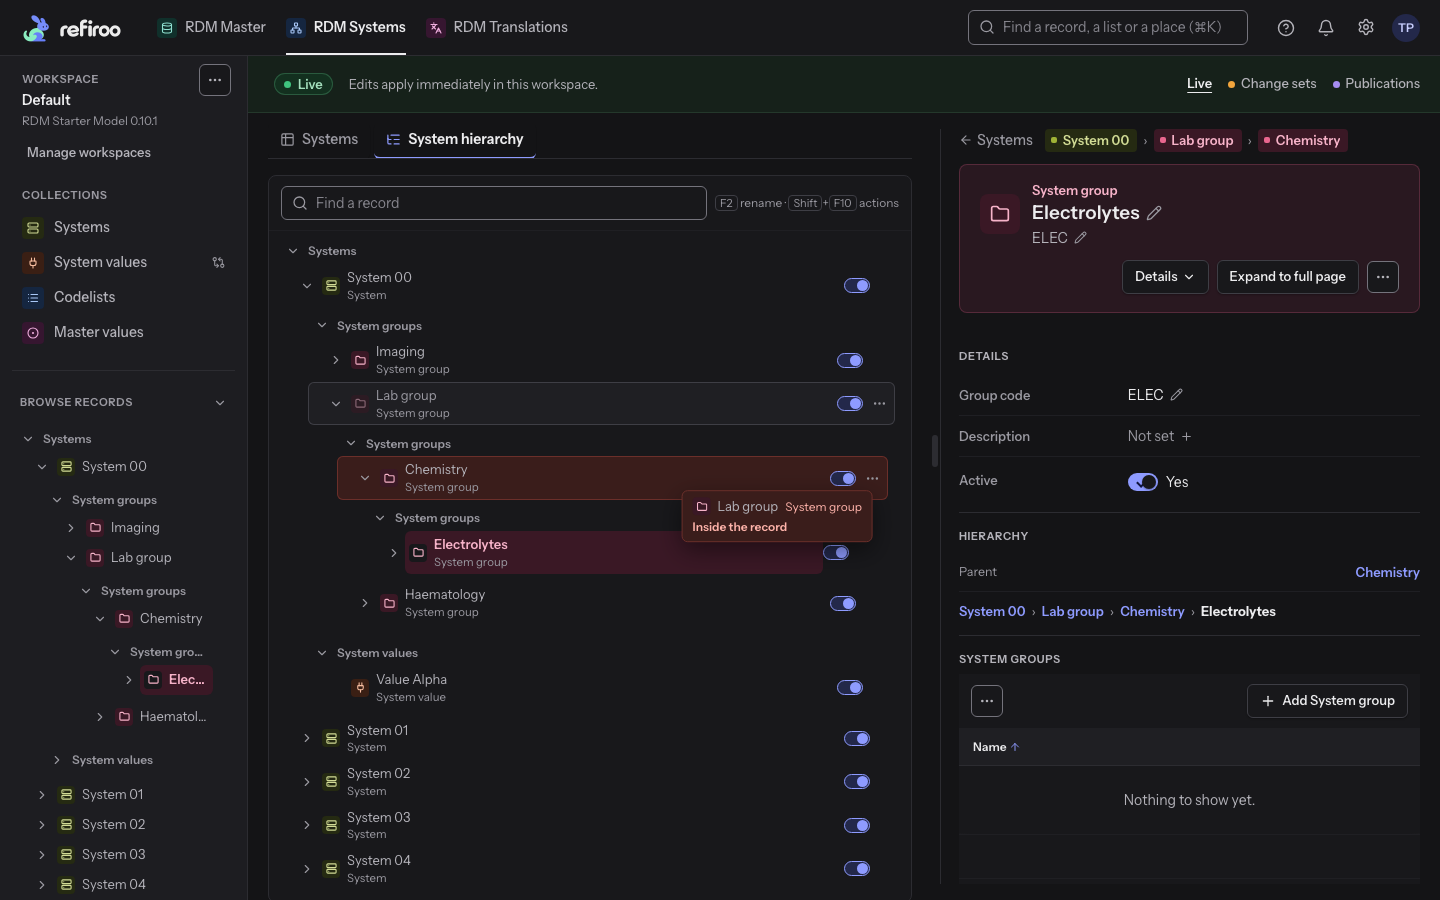 refiroo
RDM Master
RDM Systems
RDM Translations
Find a record, a list or a place (⌘K)
TP
WORKSPACE
Default
RDM Starter Model 0.10.1
Manage workspaces
COLLECTIONS
Systems
System values
Codelists
Master values
BROWSE RECORDS
Systems
System 00
System groups
Imaging
Lab group
System groups
Chemistry
System gro...
Elec...
Haematol...
System values
System 01
System 02
System 03
System 04
Live
Edits apply immediately in this workspace.
Live
Change sets
Publications
Systems
System hierarchy
Find a record
F2 rename · Shift + F10 actions
Systems
System 00
System
System groups
Imaging
System group
Lab group
System group
System groups
Chemistry
System group
Lab group System group
Inside the record
System groups
Electrolytes
System group
Haematology
System group
System values
Value Alpha
System value
System 01
System
System 02
System
System 03
System
System 04
System
← Systems System 00 › Lab group › Chemistry
System group
Electrolytes
ELEC
Details
Expand to full page
DETAILS
Group code ELEC
Description Not set +
Active Yes
HIERARCHY
Parent Chemistry
System 00 › Lab group › Chemistry › Electrolytes
SYSTEM GROUPS
+ Add System group
Name ↑
Nothing to show yet.